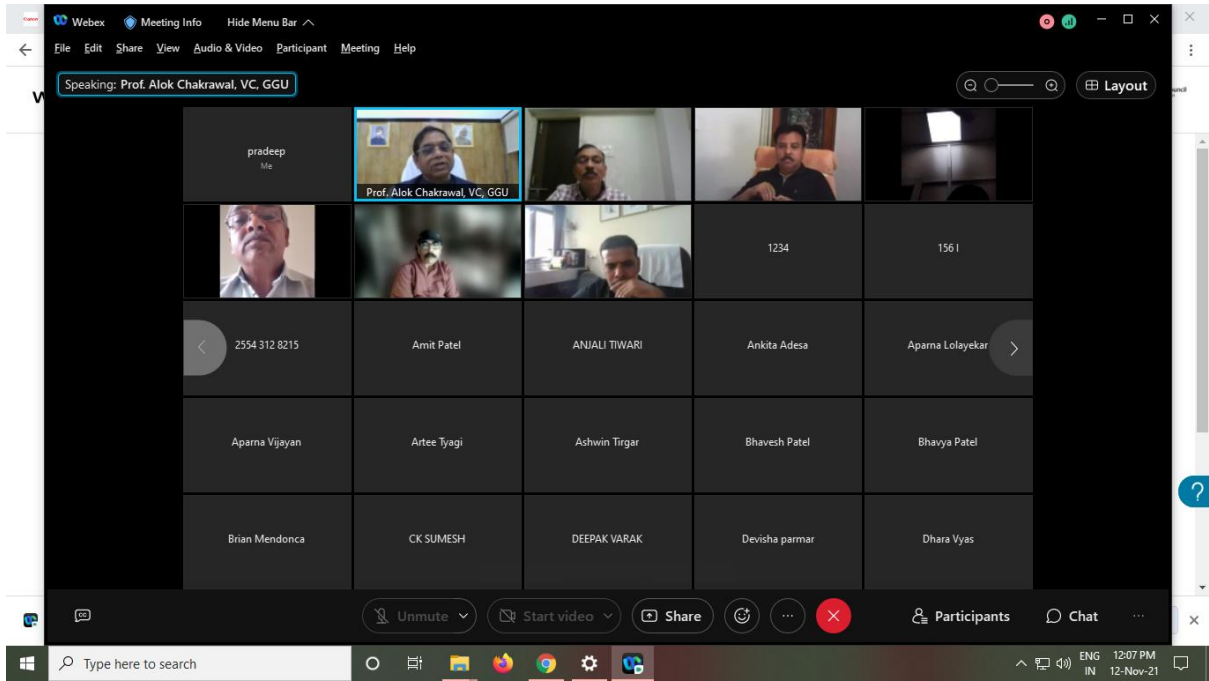 Webex Meeting Info Hide Menu Bar
File Edit Share View Audio & Video Participant Meeting Help
Speaking: Prof. Alok Chakrawal, VC, GGU
Layout
pradeep
Me
Prof. Alok Chakrawal, VC, GGU
1234
156 I
2554 312 8215
Amit Patel
ANJALI TIWARI
Ankita Adesa
Aparna Lolayekar
Aparna Vijayan
Artee Tyagi
Ashwin Tirgar
Bhavesh Patel
Bhavya Patel
Brian Mendonca
CK SUMESH
DEEPAK VARAK
Devisha parmar
Dhara Vyas
CC
Unmute
Start video
Share
Participants
Chat
Type here to search
ENG 12:07 PM
IN 12-Nov-21